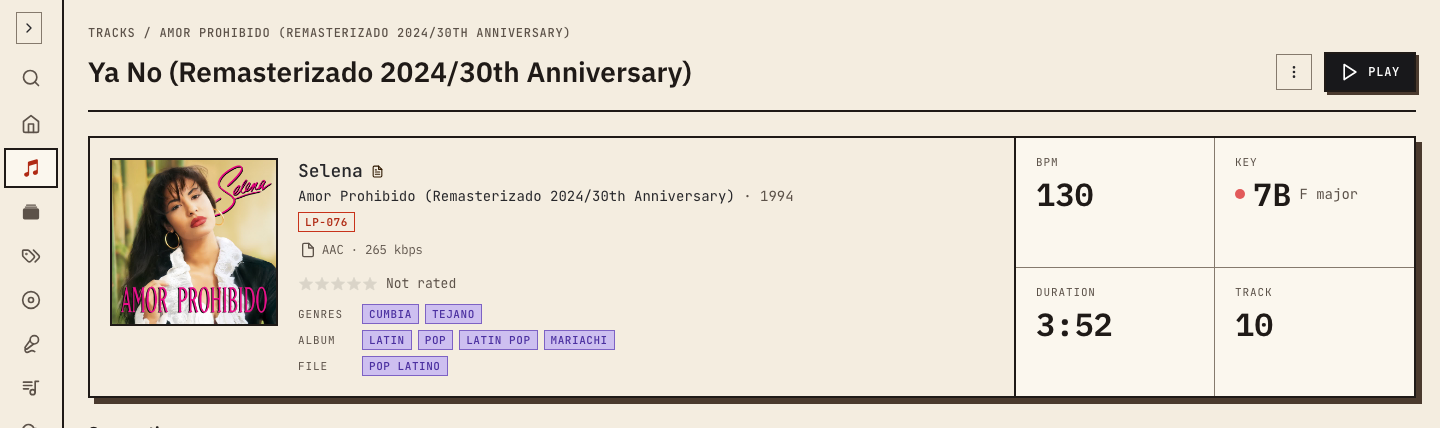 TRACKS / AMOR PROHIBIDO (REMASTERIZADO 2024/30TH ANNIVERSARY)
Ya No (Remasterizado 2024/30th Anniversary)
PLAY
Selena
AMOR PROHIBIDO
Selena
Amor Prohibido (Remasterizado 2024/30th Anniversary) · 1994
LP-076
AAC · 265 kbps
Not rated
GENRES CUMBIA TEJANO
ALBUM LATIN POP LATIN POP MARIACHI
FILE POP LATINO
BPM
130
KEY
7B F major
DURATION
3:52
TRACK
10